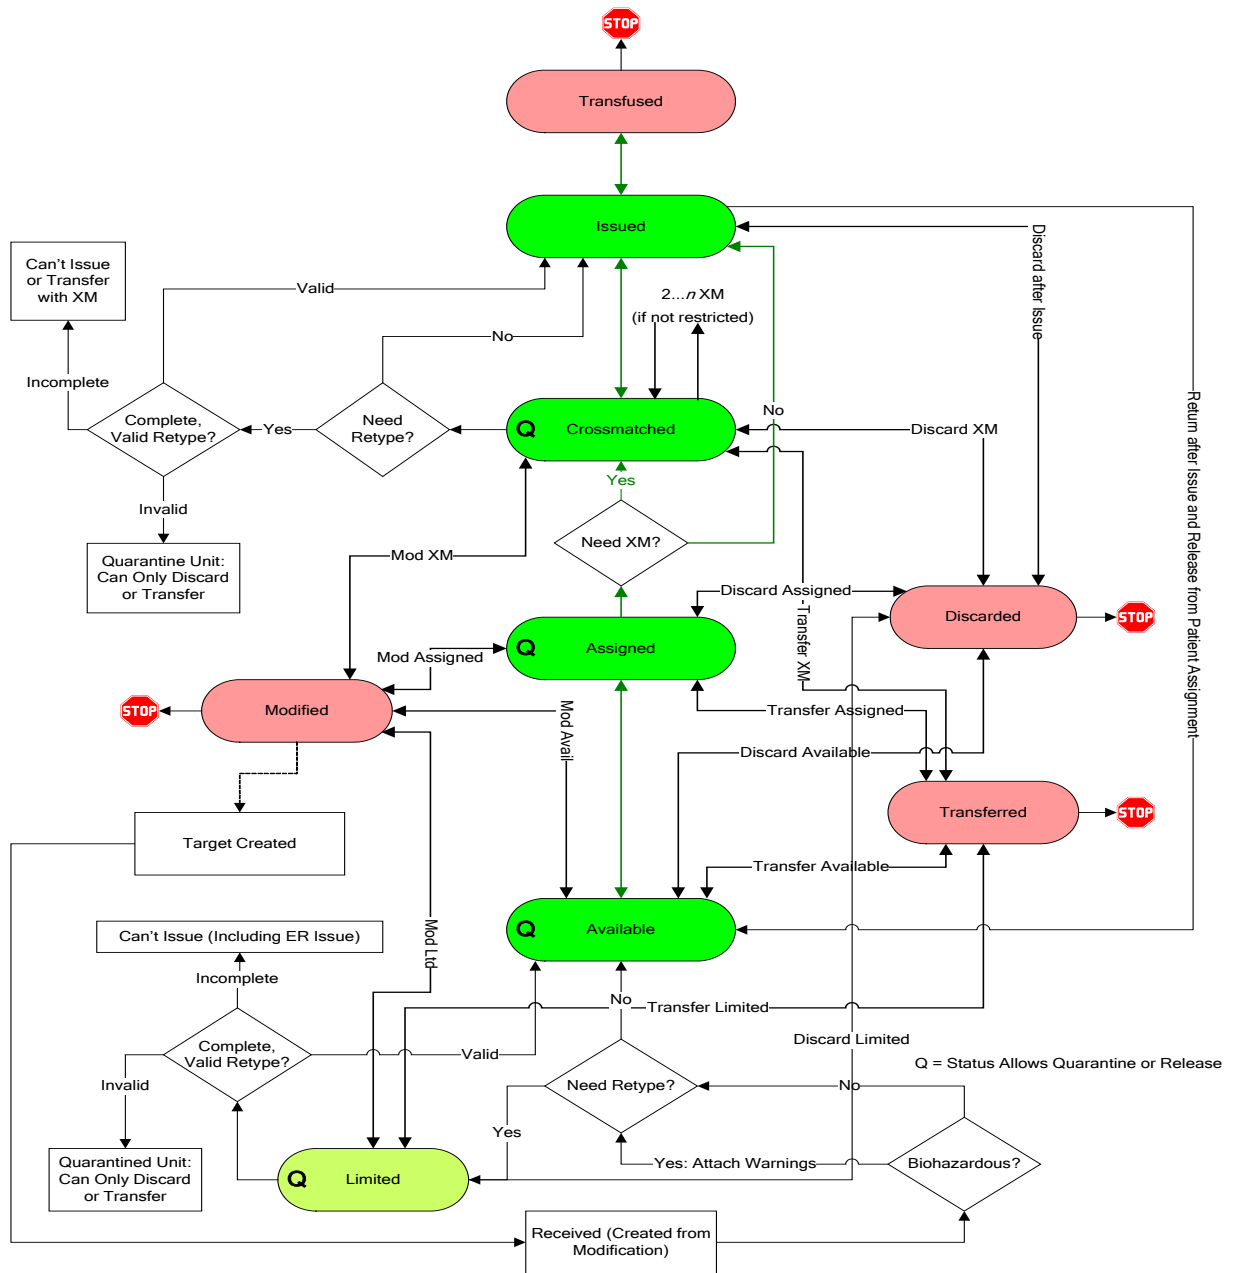 STOP
Transfused
Issued
Can't Issue
or Transfer
with XM
Valid
2...n XM
(if not restricted)
Discard after Issue
No
Incomplete
Complete,
Valid Retype?
Yes
Need
Retype?
Q
Crossmatched
No
Discard XM
Return after Issue and Release from Patient Assignment
Yes
Invalid
Need XM?
Quarantine Unit:
Can Only Discard
or Transfer
Mod XM
Discard Assigned
Transfer XM
Discarded
STOP
Q
Assigned
Mod Assigned
STOP
Modified
Mod Avail
Transfer Assigned
Discard Available
Target Created
Transferred
STOP
Transfer Available
Q
Available
Can't Issue (Including ER Issue)
Mod Ltd
Incomplete
No
Transfer Limited
Complete,
Valid Retype?
Valid
Discard Limited
Q = Status Allows Quarantine or Release
Invalid
Need Retype?
No
Yes
Quarantined Unit:
Can Only Discard
or Transfer
Q
Limited
Yes: Attach Warnings
Biohazardous?
Received (Created from
Modification)